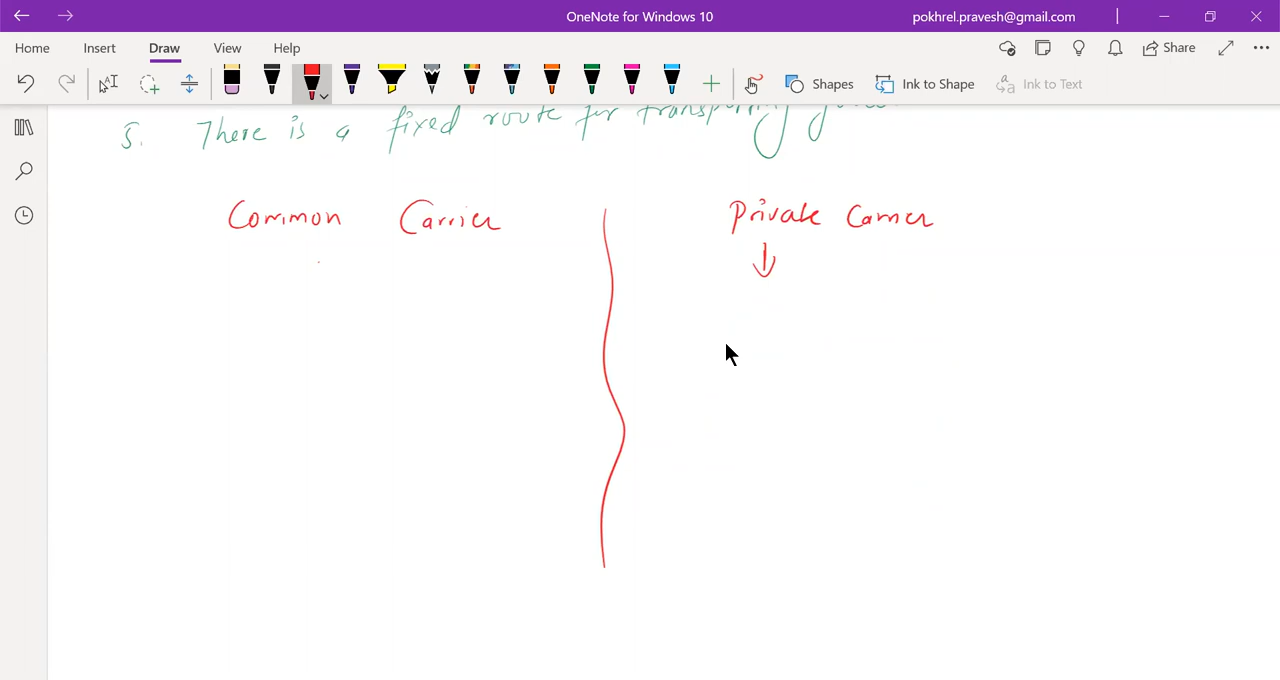 OneNote for Windows 10
pokhrel.pravesh@gmail.com
Home Insert Draw View Help
Share
Shapes Ink to Shape Ink to Text
5. There is a fixed route for transporting
Common Carrier
Private Carrier